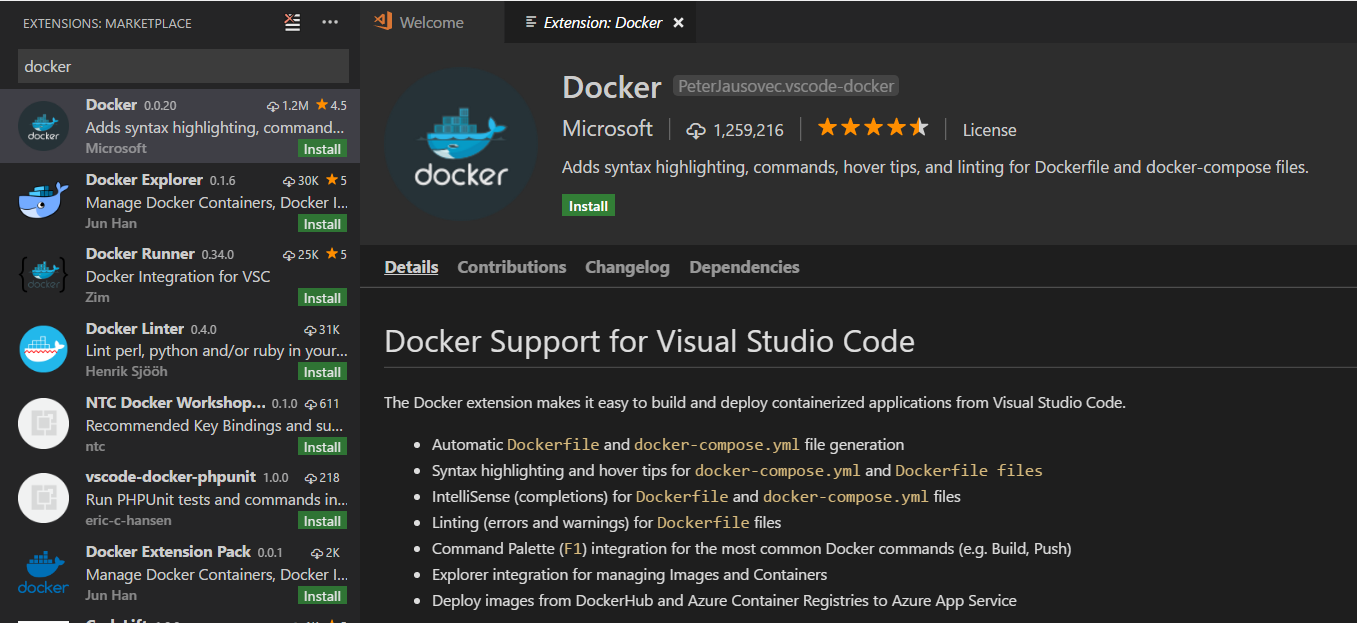 EXTENSIONS: MARKETPLACE
docker
docker
Docker 0.0.20 1.2M 4.5
Adds syntax highlighting, command...
Microsoft Install
Docker Explorer 0.1.6 30K 5
Manage Docker Containers, Docker I...
Jun Han Install
docker
Docker Runner 0.34.0 25K 5
Docker Integration for VSC
Zim Install
Docker Linter 0.4.0 31K
Lint perl, python and/or ruby in your...
Henrik Sjööh Install
NTC Docker Workshop... 0.1.0 611
Recommended Key Bindings and su...
ntc Install
vscode-docker-phpunit 1.0.0 218
Run PHPUnit tests and commands in...
eric-c-hansen Install
docker
Docker Extension Pack 0.0.1 2K
Manage Docker Containers, Docker I...
Jun Han Install
Welcome
Extension: Docker
docker
Docker PeterJausovec.vscode-docker
Microsoft 1,259,216 License
Adds syntax highlighting, commands, hover tips, and linting for Dockerfile and docker-compose files.
Install
Details Contributions Changelog Dependencies
Docker Support for Visual Studio Code
The Docker extension makes it easy to build and deploy containerized applications from Visual Studio Code.
• Automatic Dockerfile and docker-compose.yml file generation
• Syntax highlighting and hover tips for docker-compose.yml and Dockerfile files
• IntelliSense (completions) for Dockerfile and docker-compose.yml files
• Linting (errors and warnings) for Dockerfile files
• Command Palette (F1) integration for the most common Docker commands (e.g. Build, Push)
• Explorer integration for managing Images and Containers
• Deploy images from DockerHub and Azure Container Registries to Azure App Service